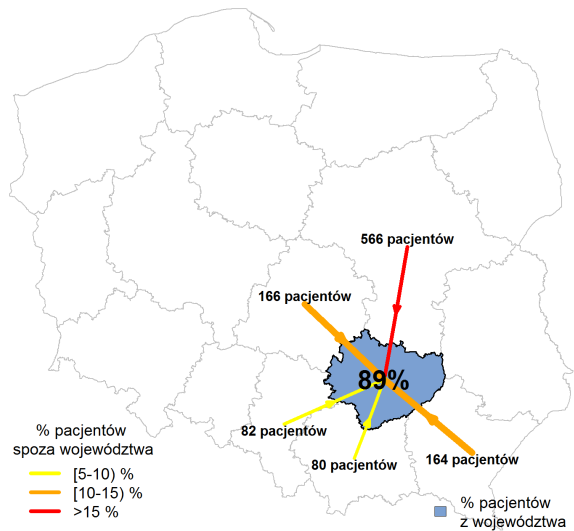 566 pacjentów
166 pacjentów
89%
82 pacjentów
80 pacjentów
164 pacjentów
% pacjentów
spoza województwa
[5-10) %
[10-15) %
>15 %
% pacjentów
z województwa